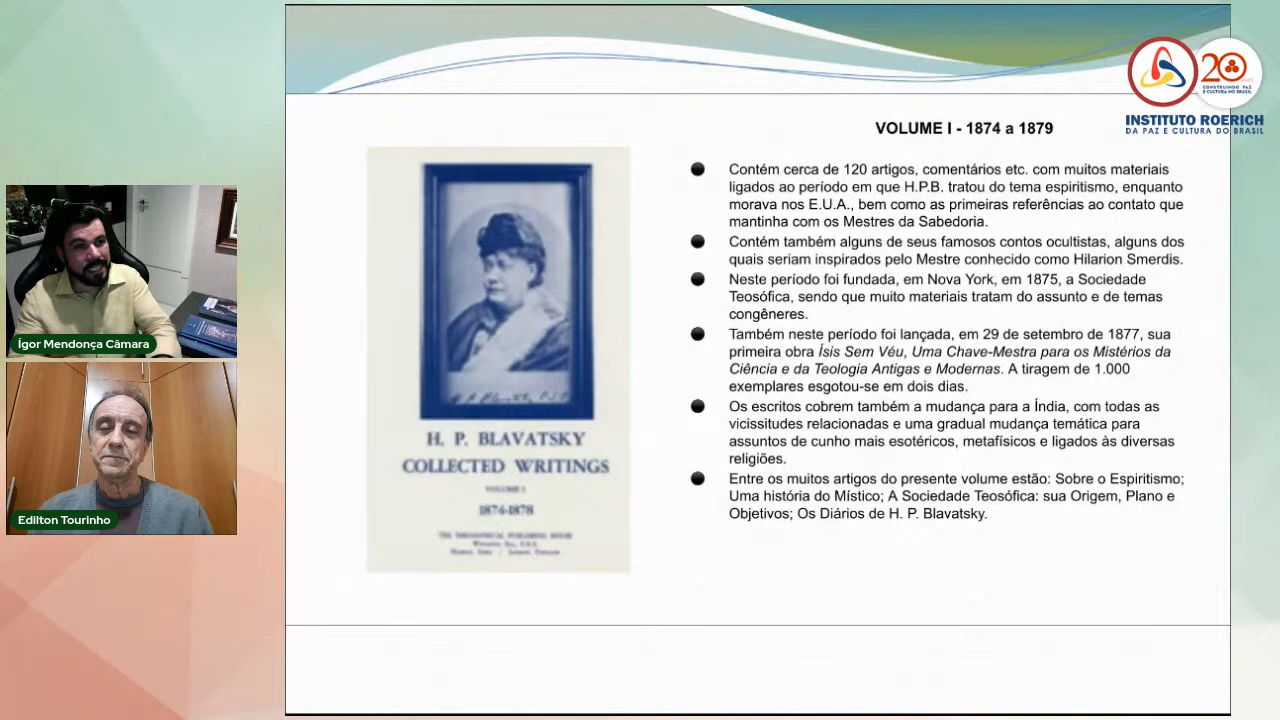 VOLUME I - 1874 a 1879
Contém cerca de 120 artigos, comentários etc. com muitos materiais
ligados ao período em que H.P.B. tratou do tema espiritismo, enquanto
morava nos E.U.A., bem como as primeiras referências ao contato que
mantinha com os Mestres da Sabedoria.
Contém também alguns de seus famosos contos ocultistas, alguns dos
quais seriam inspirados pelo Mestre conhecido como Hilarion Smerdis.
Neste período foi fundada, em Nova York, em 1875, a Sociedade
Teosófica, sendo que muito materiais tratam do assunto e de temas
congêneres.
Também neste período foi lançada, em 29 de setembro de 1877, sua
primeira obra Ísis Sem Véu, Uma Chave-Mestra para os Mistérios da
Ciência e da Teologia Antigas e Modernas. A tiragem de 1.000
exemplares esgotou-se em dois dias.
Os escritos cobrem também a mudança para a Índia, com todas as
vicissitudes relacionadas e uma gradual mudança temática para
assuntos de cunho mais esotéricos, metafísicos e ligados às diversas
religiões.
Entre os muitos artigos do presente volume estão: Sobre o Espiritismo;
Uma história do Místico; A Sociedade Teosófica: sua Origem, Plano e
Objetivos; Os Diários de H. P. Blavatsky.
H. P. BLAVATSKY
COLLECTED WRITINGS
VOLUME I
1874-1878
THE THEOSOPHICAL PUBLISHING HOUSE
20
CONSTRUINDO PAZ
E CULTURA NO BRASIL
INSTITUTO ROERICH
DA PAZ E CULTURA DO BRASIL
Ígor Mendonça Câmara
Edilton Tourinho